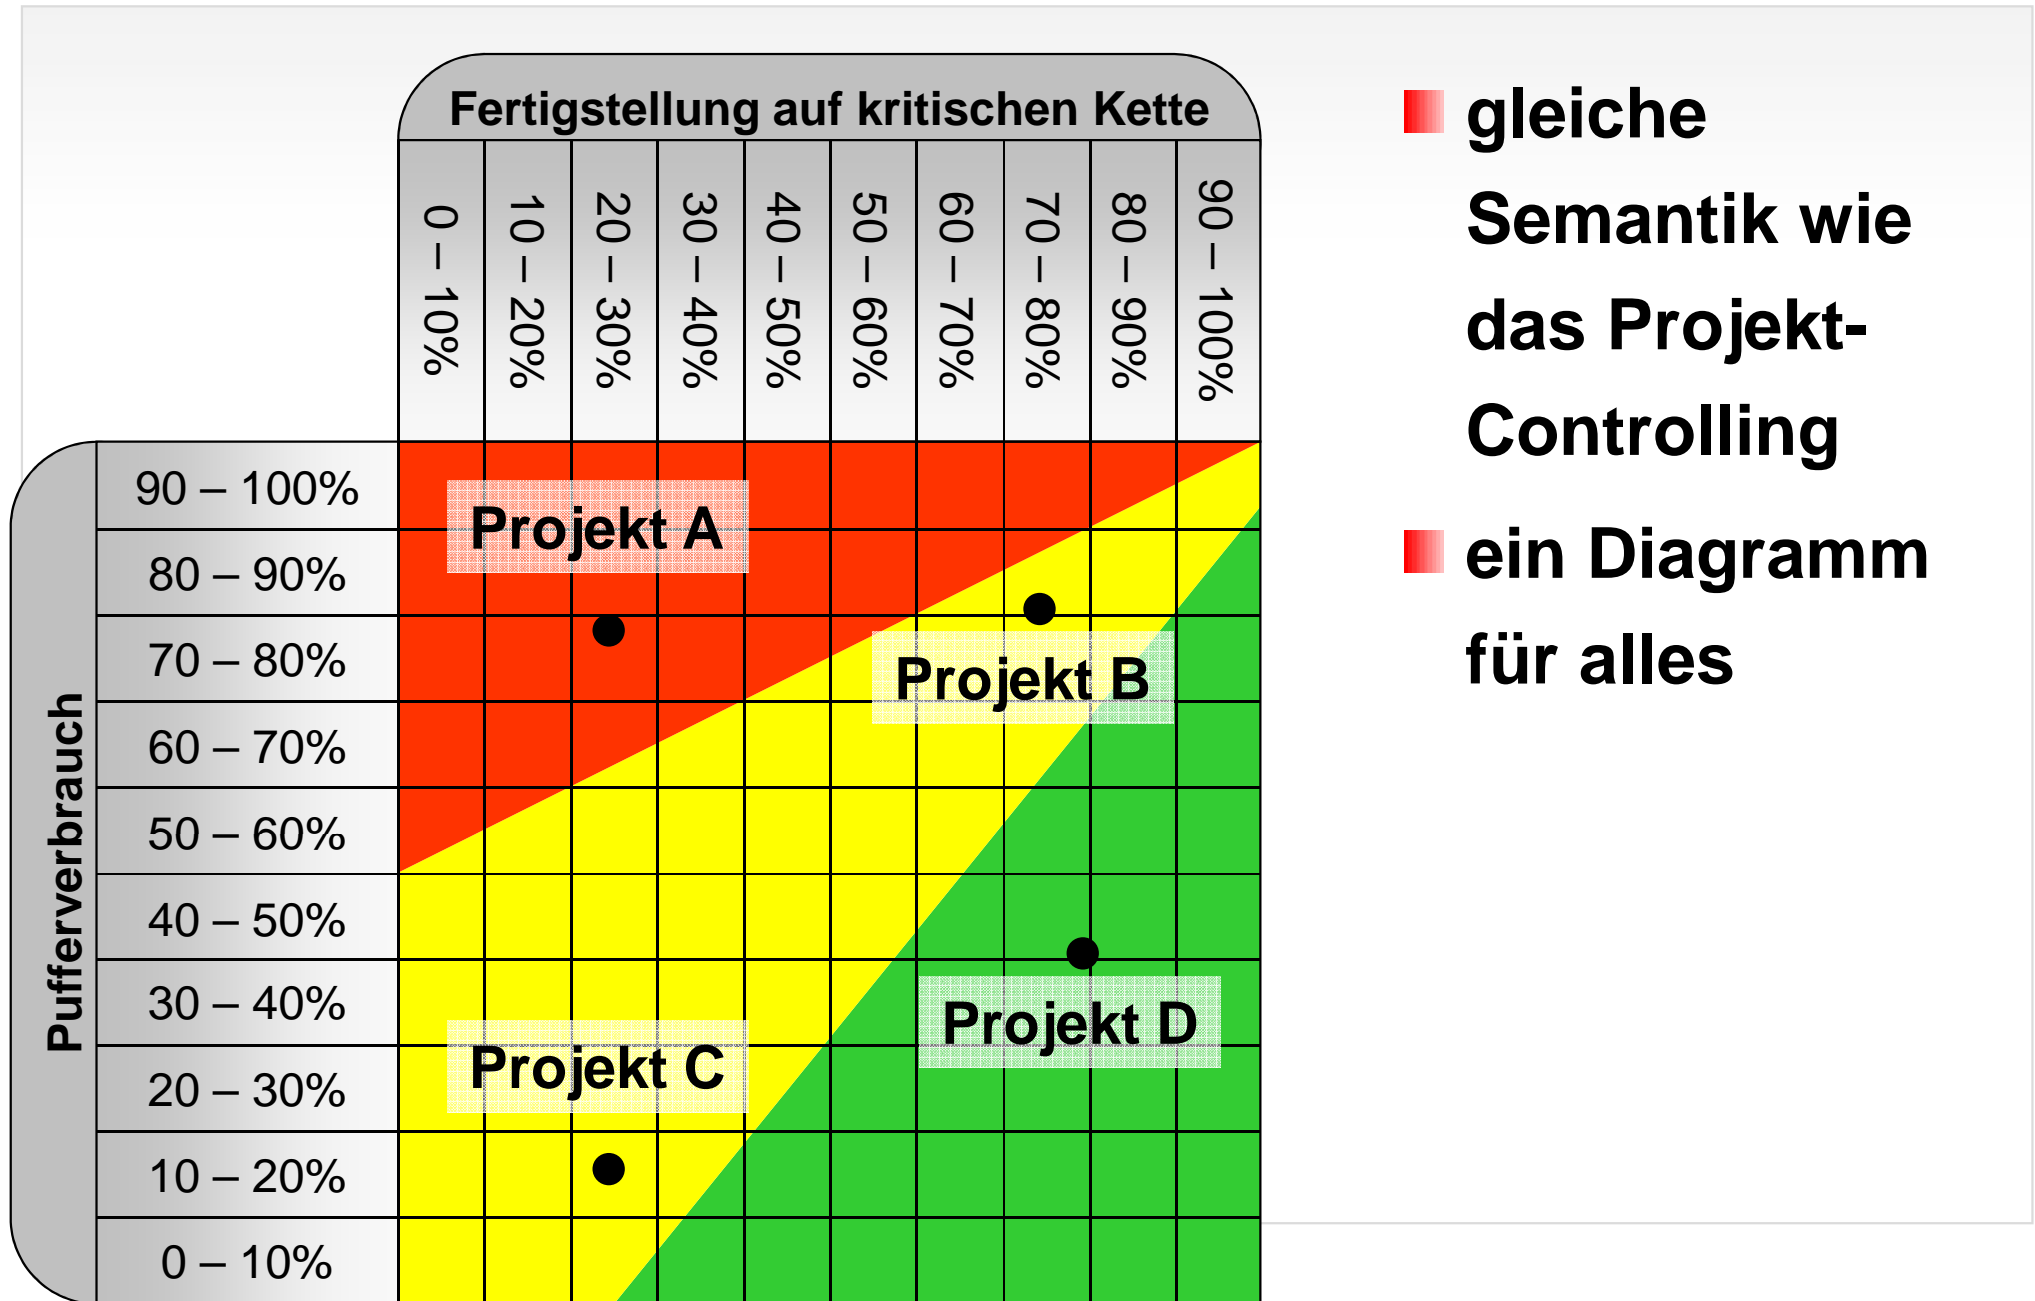 Fertigstellung auf kritischen Kette
0 – 10%
10 – 20%
20 – 30%
30 – 40%
40 – 50%
50 – 60%
60 – 70%
70 – 80%
80 – 90%
90 – 100%
Pufferverbrauch
90 – 100%
80 – 90%
70 – 80%
60 – 70%
50 – 60%
40 – 50%
30 – 40%
20 – 30%
10 – 20%
0 – 10%
Projekt A
Projekt B
Projekt C
Projekt D
gleiche
Semantik wie
das Projekt-
Controlling
ein Diagramm
für alles